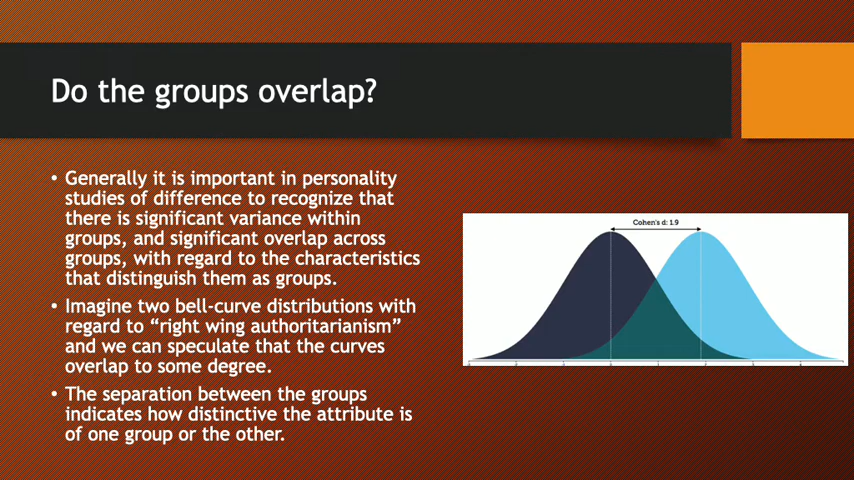 Do the groups overlap?
• Generally it is important in personality
studies of difference to recognize that
there is significant variance within
groups, and significant overlap across
groups, with regard to the characteristics
that distinguish them as groups.
• Imagine two bell-curve distributions with
regard to “right wing authoritarianism”
and we can speculate that the curves
overlap to some degree.
• The separation between the groups
indicates how distinctive the attribute is
of one group or the other.
Cohen's d: 1.9